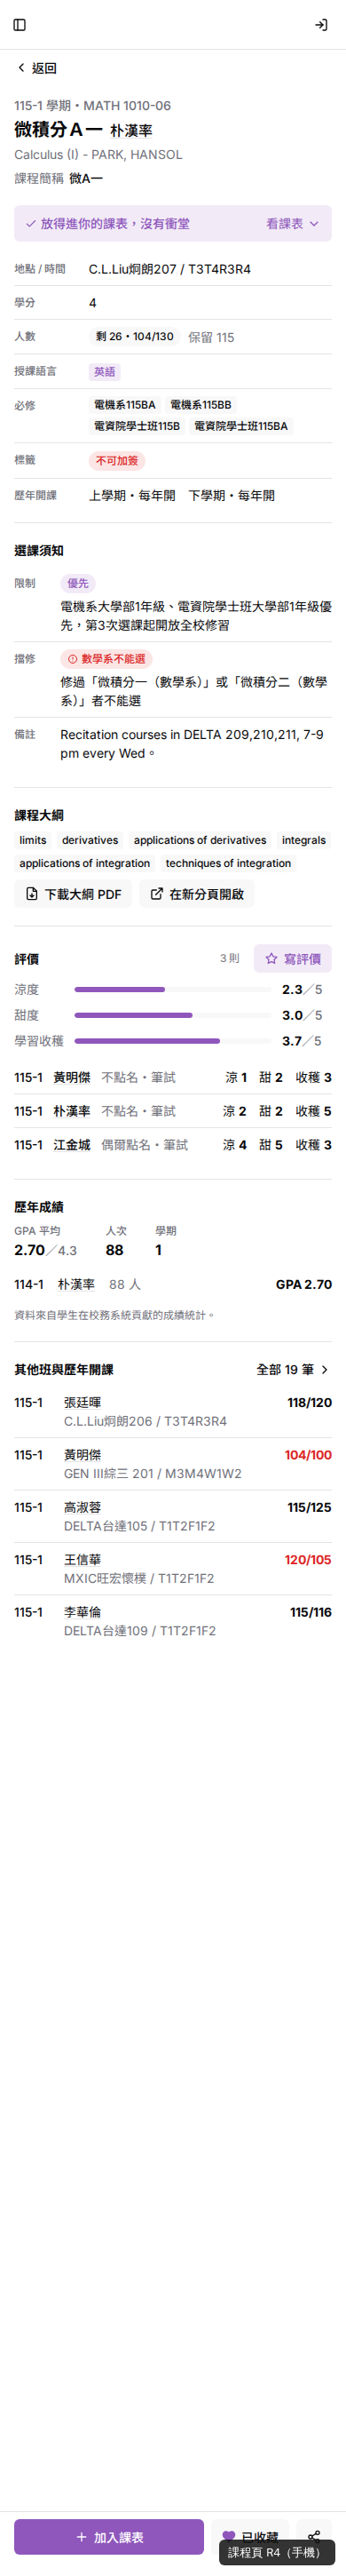 返回
115-1 學期・MATH 1010-06
微積分A一 朴漢率
Calculus (I) - PARK, HANSOL
課程簡稱 微A一
放得進你的課表，沒有衝堂 看課表
地點 / 時間 C.L.Liu炯朗207 / T3T4R3R4
學分 4
人數 剩 26・104/130 保留 115
授課語言 英語
必修 電機系115BA 電機系115BB
電資院學士班115B 電資院學士班115BA
標籤 不可加簽
歷年開課 上學期・每年開 下學期・每年開
選課須知
限制 優先
電機系大學部1年級、電資院學士班大學部1年級優
先，第3次選課起開放全校修習
擋修 數學系不能選
修過「微積分一（數學系）」或「微積分二（數學
系）」者不能選
備註 Recitation courses in DELTA 209,210,211, 7-9
pm every Wed。
課程大綱
limits derivatives applications of derivatives integrals
applications of integration techniques of integration
下載大綱 PDF 在新分頁開啟
評價 3 則 寫評價
涼度 2.3／5
甜度 3.0／5
學習收穫 3.7／5
115-1 黃明傑 不點名・筆試 涼 1 甜 2 收穫 3
115-1 朴漢率 不點名・筆試 涼 2 甜 2 收穫 5
115-1 江金城 偶爾點名・筆試 涼 4 甜 5 收穫 3
歷年成績
GPA 平均 人次 學期
2.70／4.3 88 1
114-1 朴漢率 88 人 GPA 2.70
資料來自學生在校務系統貢獻的成績統計。
其他班與歷年開課 全部 19 筆
115-1 張廷暉 118/120
C.L.Liu炯朗206 / T3T4R3R4
115-1 黃明傑 104/100
GEN III綜三 201 / M3M4W1W2
115-1 高淑蓉 115/125
DELTA台達105 / T1T2F1F2
115-1 王信華 120/105
MXIC旺宏懷樸 / T1T2F1F2
115-1 李華倫 115/116
DELTA台達109 / T1T2F1F2
加入課表 已收藏
課程頁 R4（手機）